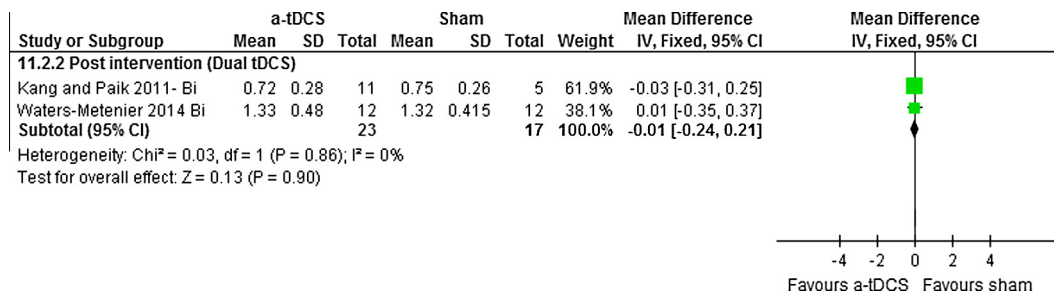 a-tDCS Sham Mean Difference Mean Difference
Study or Subgroup Mean SD Total Mean SD Total Weight IV, Fixed, 95% CI IV, Fixed, 95% CI
11.2.2 Post intervention (Dual tDCS)
Kang and Paik 2011- Bi 0.72 0.28 11 0.75 0.26 5 61.9% -0.03 [-0.31, 0.25]
Waters-Metenier 2014 Bi 1.33 0.48 12 1.32 0.415 12 38.1% 0.01 [-0.35, 0.37]
Subtotal (95% CI) 23 17 100.0% -0.01 [-0.24, 0.21]
Heterogeneity: Chi² = 0.03, df = 1 (P = 0.86); I² = 0%
Test for overall effect: Z = 0.13 (P = 0.90)
-4 -2 0 2 4
Favours a-tDCS Favours sham